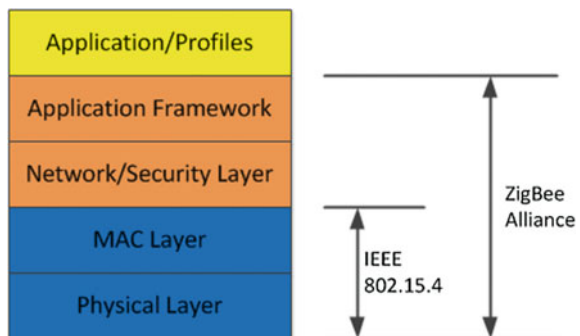 Application/Profiles
Application Framework
Network/Security Layer
MAC Layer
Physical Layer
IEEE
802.15.4
ZigBee
Alliance